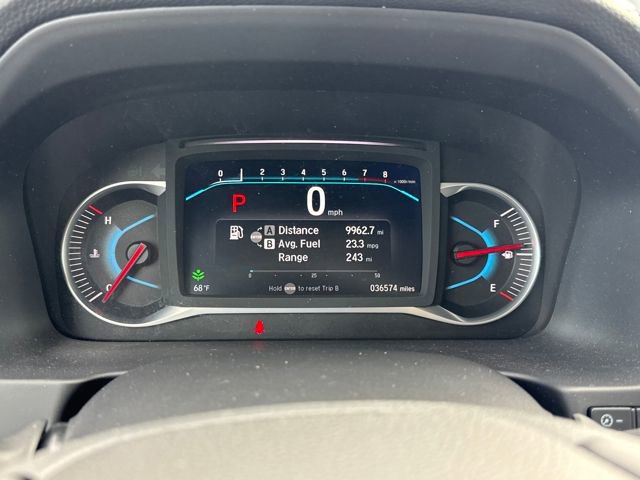 0 1 2 3 4 5 6 7 8 x 1000r/min
P 0 mph
H
C
A Distance 9962.7 mi
B Avg. Fuel 23.3 mpg
Range 243 mi
0 25 50
68°F
Hold ENTER to reset Trip B
036574 miles
F
E